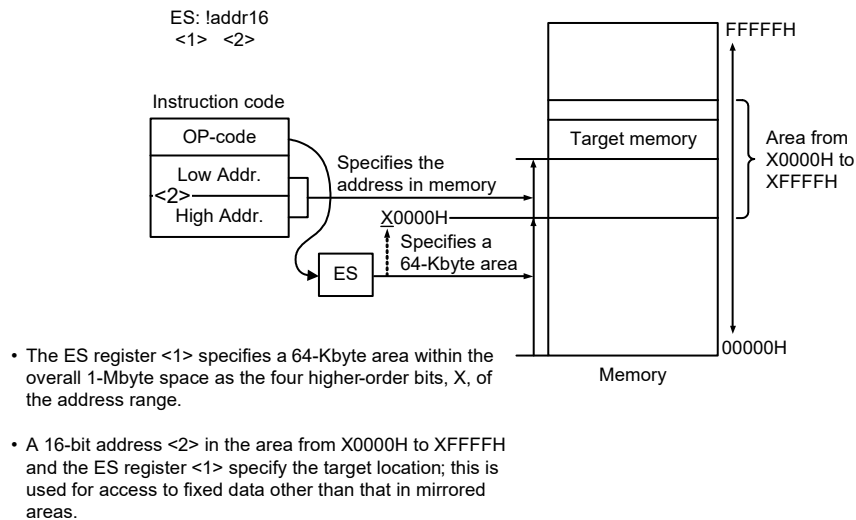 ES: !addr16
<1> <2>
FFFFFH
Instruction code
OP-code
Low Addr.
<2>
High Addr.
Specifies the
address in memory
Target memory
Area from
X0000H to
XFFFFH
X0000H
Specifies a
64-Kbyte area
ES
00000H
Memory
• The ES register <1> specifies a 64-Kbyte area within the
overall 1-Mbyte space as the four higher-order bits, X, of
the address range.
• A 16-bit address <2> in the area from X0000H to XFFFFH
and the ES register <1> specify the target location; this is
used for access to fixed data other than that in mirrored
areas.